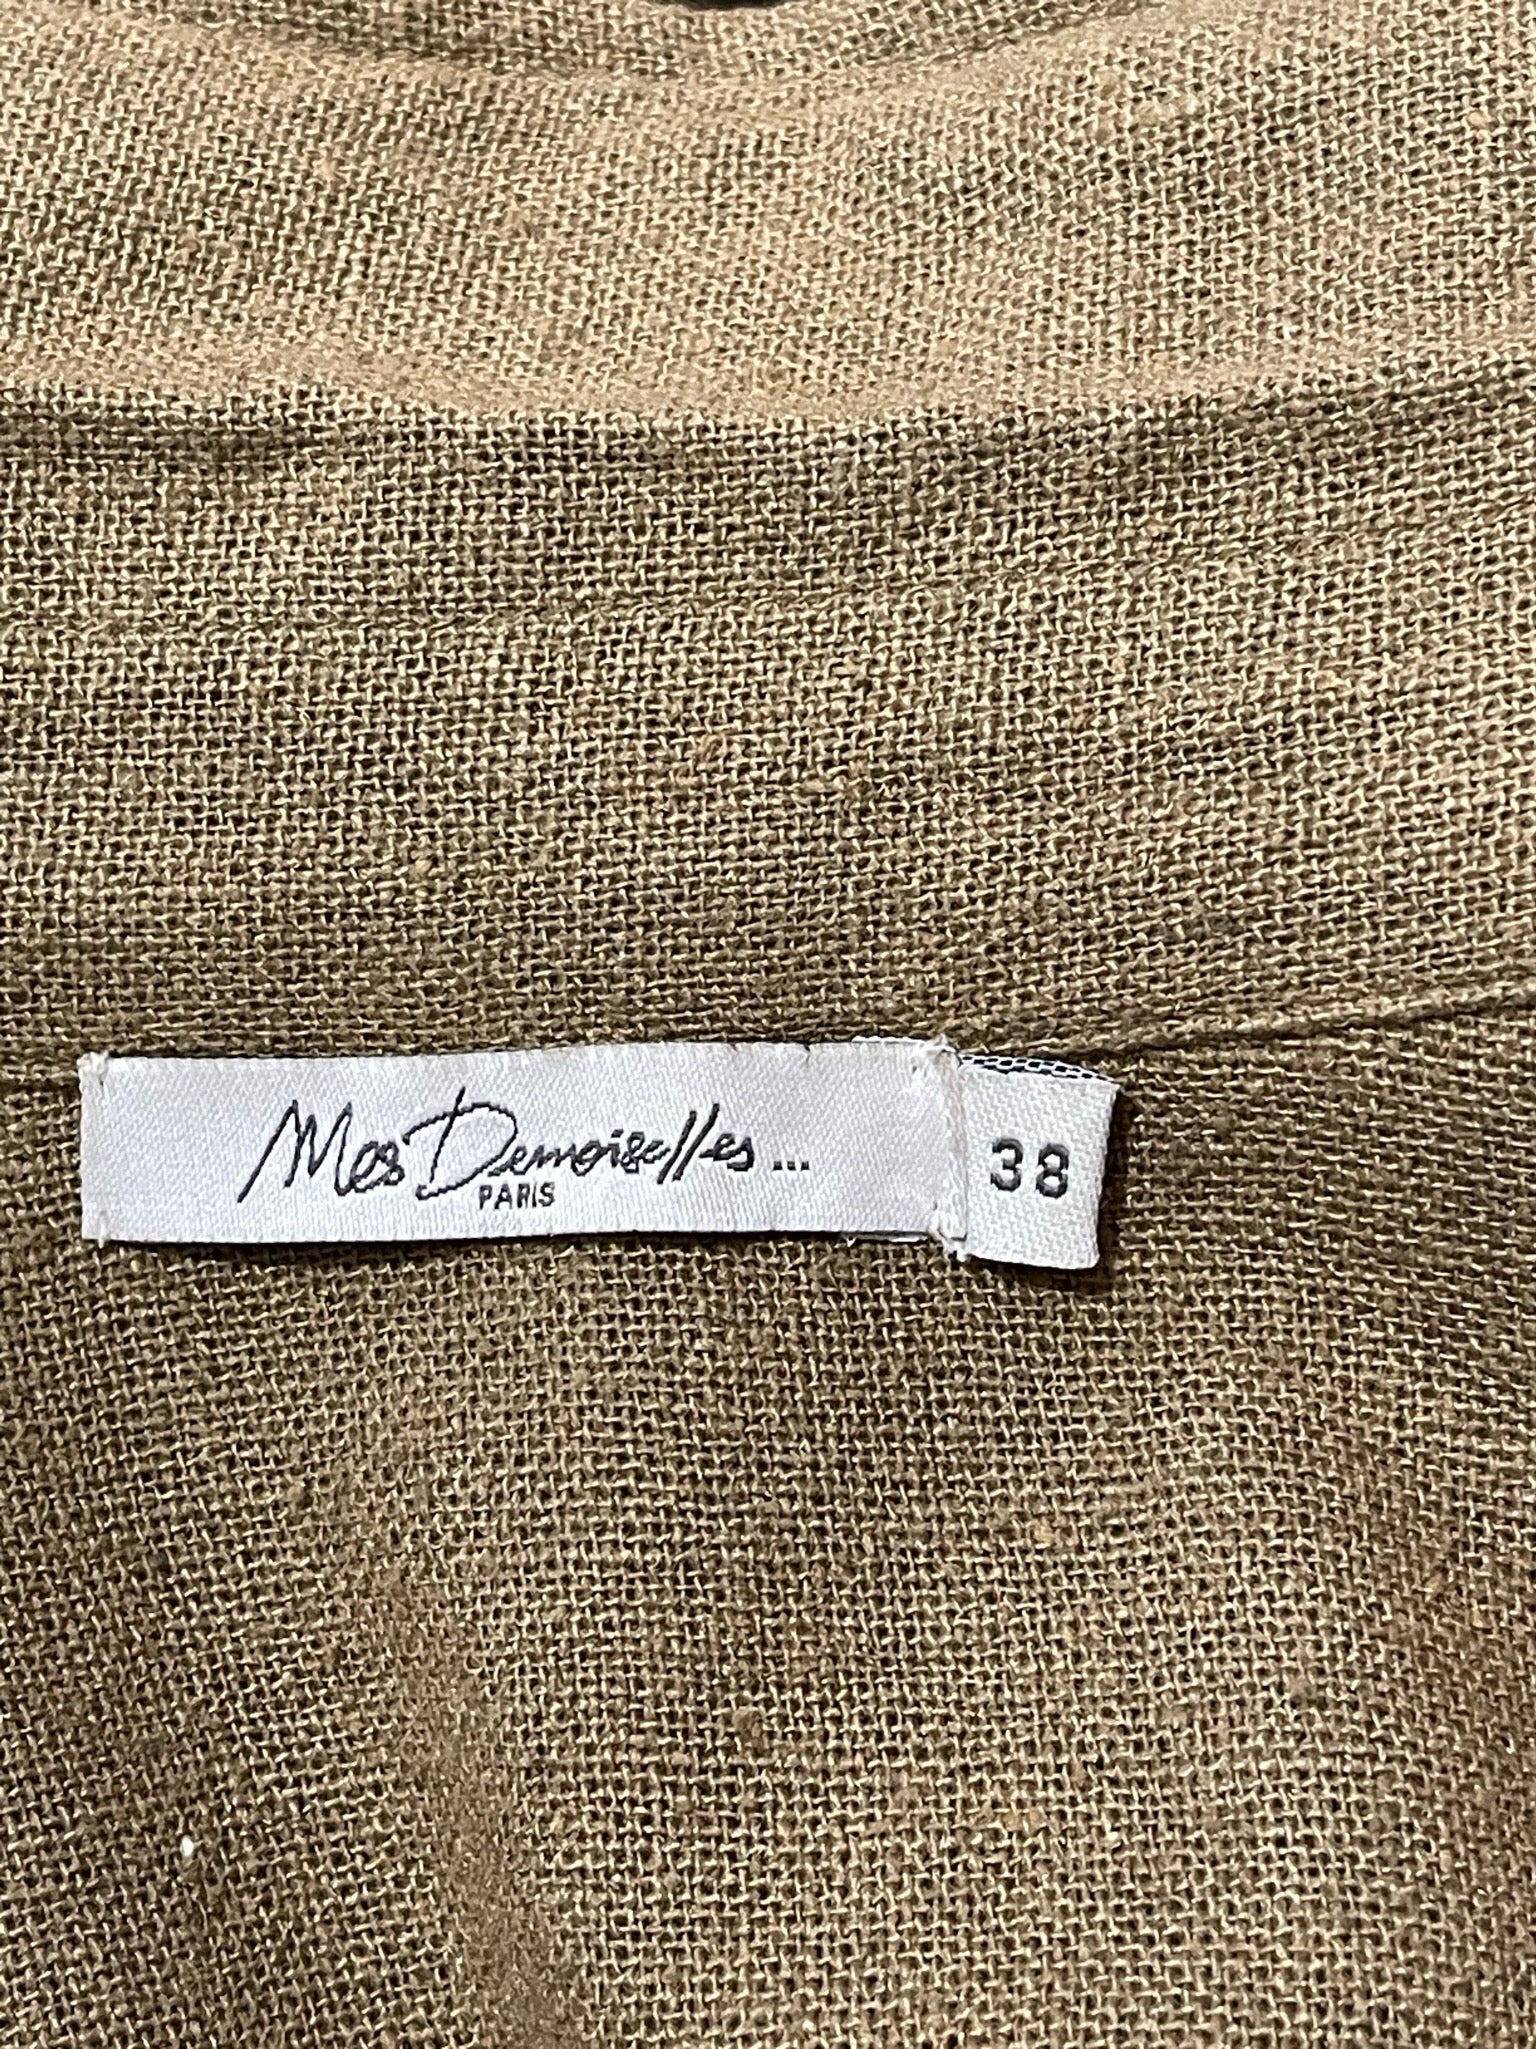 Mes Demoiselles ...
PARIS
38